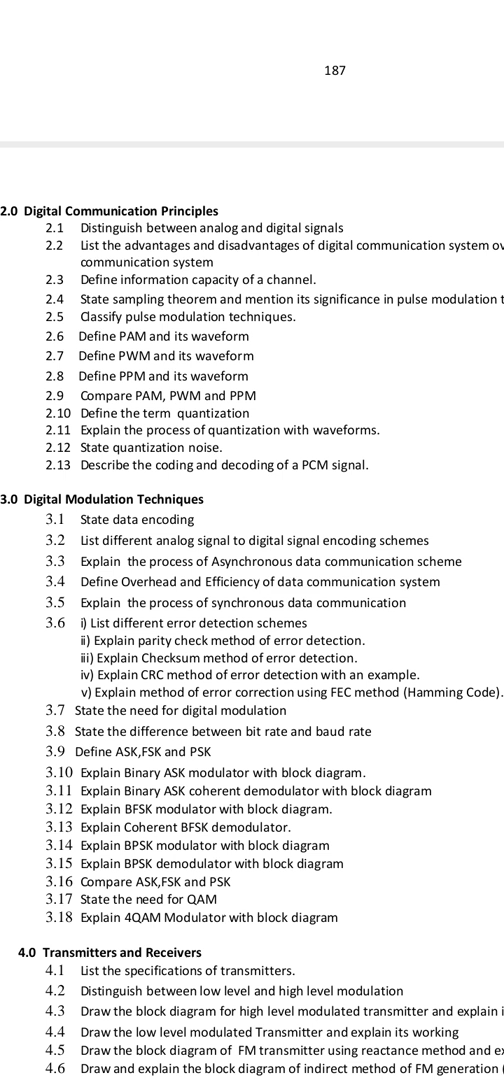 187
2.0 Digital Communication Principles
2.1 Distinguish between analog and digital signals
2.2 List the advantages and disadvantages of digital communication system ov
communication system
2.3 Define information capacity of a channel.
2.4 State sampling theorem and mention its significance in pulse modulation t
2.5 Classify pulse modulation techniques.
2.6 Define PAM and its waveform
2.7 Define PWM and its waveform
2.8 Define PPM and its waveform
2.9 Compare PAM, PWM and PPM
2.10 Define the term quantization
2.11 Explain the process of quantization with waveforms.
2.12 State quantization noise.
2.13 Describe the coding and decoding of a PCM signal.
3.0 Digital Modulation Techniques
3.1 State data encoding
3.2 List different analog signal to digital signal encoding schemes
3.3 Explain the process of Asynchronous data communication scheme
3.4 Define Overhead and Efficiency of data communication system
3.5 Explain the process of synchronous data communication
3.6 i) List different error detection schemes
ii) Explain parity check method of error detection.
iii) Explain Checksum method of error detection.
iv) Explain CRC method of error detection with an example.
v) Explain method of error correction using FEC method (Hamming Code).
3.7 State the need for digital modulation
3.8 State the difference between bit rate and baud rate
3.9 Define ASK,FSK and PSK
3.10 Explain Binary ASK modulator with block diagram.
3.11 Explain Binary ASK coherent demodulator with block diagram
3.12 Explain BFSK modulator with block diagram.
3.13 Explain Coherent BFSK demodulator.
3.14 Explain BPSK modulator with block diagram
3.15 Explain BPSK demodulator with block diagram
3.16 Compare ASK,FSK and PSK
3.17 State the need for QAM
3.18 Explain 4QAM Modulator with block diagram
4.0 Transmitters and Receivers
4.1 List the specifications of transmitters.
4.2 Distinguish between low level and high level modulation
4.3 Draw the block diagram for high level modulated transmitter and explain i
4.4 Draw the low level modulated Transmitter and explain its working
4.5 Draw the block diagram of FM transmitter using reactance method and ex
4.6 Draw and explain the block diagram of indirect method of FM generation (